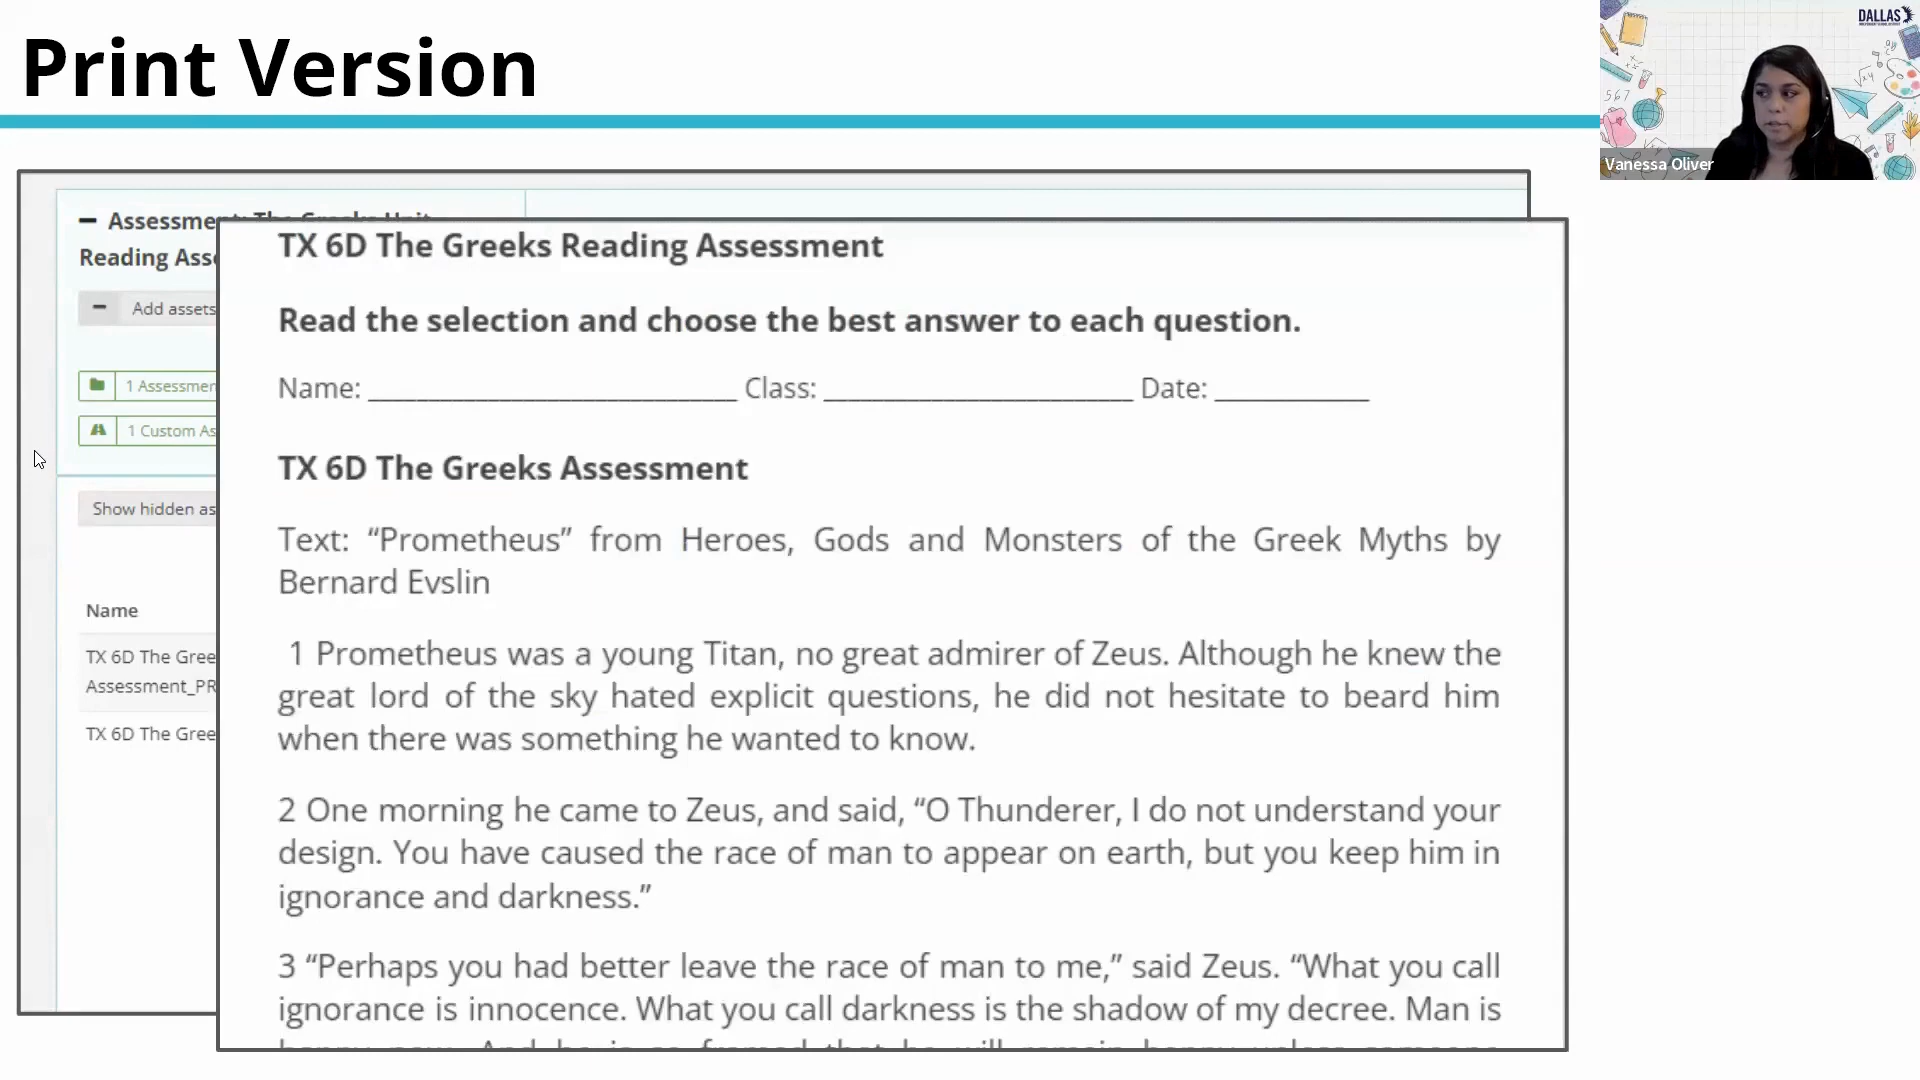 Print Version
DALLAS
Vanessa Oliver
Assessment: The Greeks Unit
Reading Asse
Add assets
1 Assessmen
1 Custom As
Show hidden as
Name
TX 6D The Gree
Assessment_PR
TX 6D The Gree
TX 6D The Greeks Reading Assessment
Read the selection and choose the best answer to each question.
Name: ____________________________ Class: ________________________ Date: ____________
TX 6D The Greeks Assessment
Text: “Prometheus” from Heroes, Gods and Monsters of the Greek Myths by
Bernard Evslin
1 Prometheus was a young Titan, no great admirer of Zeus. Although he knew the
great lord of the sky hated explicit questions, he did not hesitate to beard him
when there was something he wanted to know.
2 One morning he came to Zeus, and said, “O Thunderer, I do not understand your
design. You have caused the race of man to appear on earth, but you keep him in
ignorance and darkness.”
3 “Perhaps you had better leave the race of man to me,” said Zeus. “What you call
ignorance is innocence. What you call darkness is the shadow of my decree. Man is